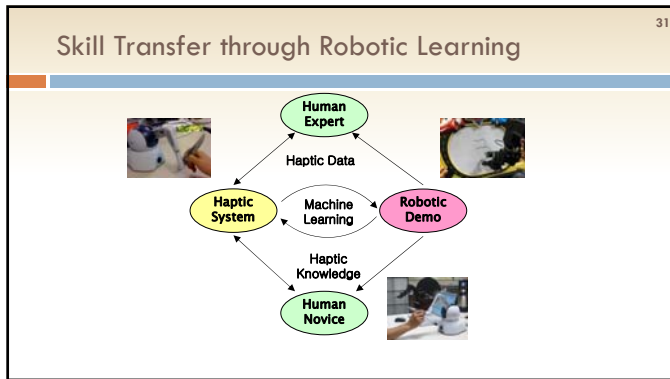 31
Skill Transfer through Robotic Learning
Human
Expert
Haptic Data
Haptic
System
Machine
Learning
Robotic
Demo
Haptic
Knowledge
Human
Novice